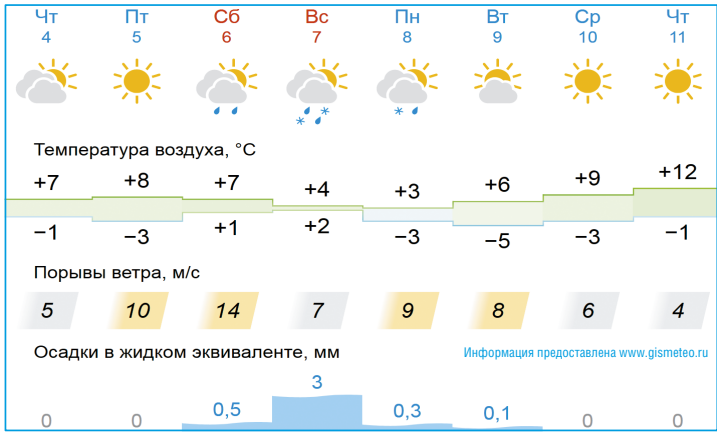 Чт Пт Сб Вс Пн Вт Ср Чт
4 5 6 7 8 9 10 11
Температура воздуха, °C
+7 +8 +7 +4 +3 +6 +9 +12
−1 −3 +1 +2 −3 −5 −3 −1
Порывы ветра, м/с
5 10 14 7 9 8 6 4
Осадки в жидком эквиваленте, мм
Информация предоставлена www.gismeteo.ru
0 0 0,5 3 0,3 0,1 0 0